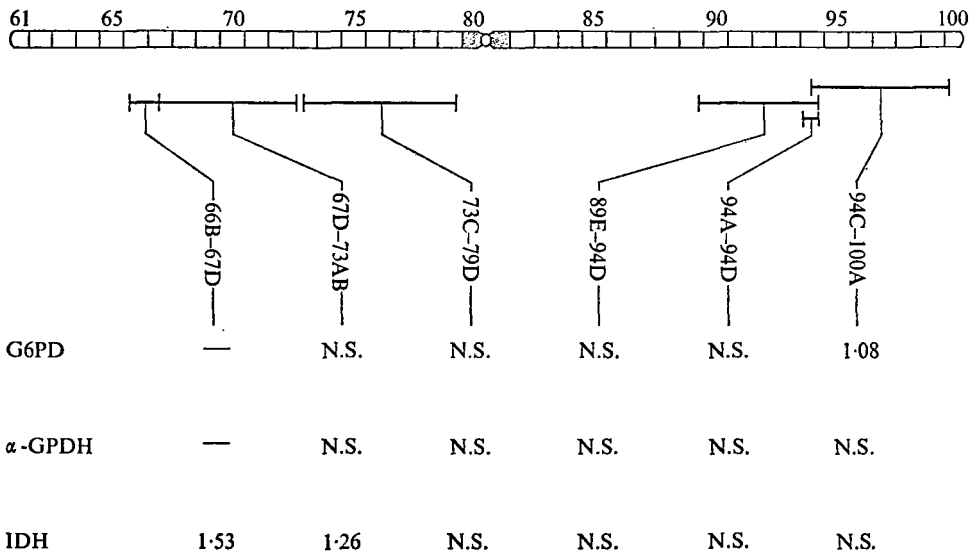 61 65 70 75 80 85 90 95 100
66B–67D
67D–73AB
73C–79D
89E–94D
94A–94D
94C–100A
G6PD — N.S. N.S. N.S. N.S. 1·08
α-GPDH — N.S. N.S. N.S. N.S. N.S.
IDH 1·53 1·26 N.S. N.S. N.S. N.S.